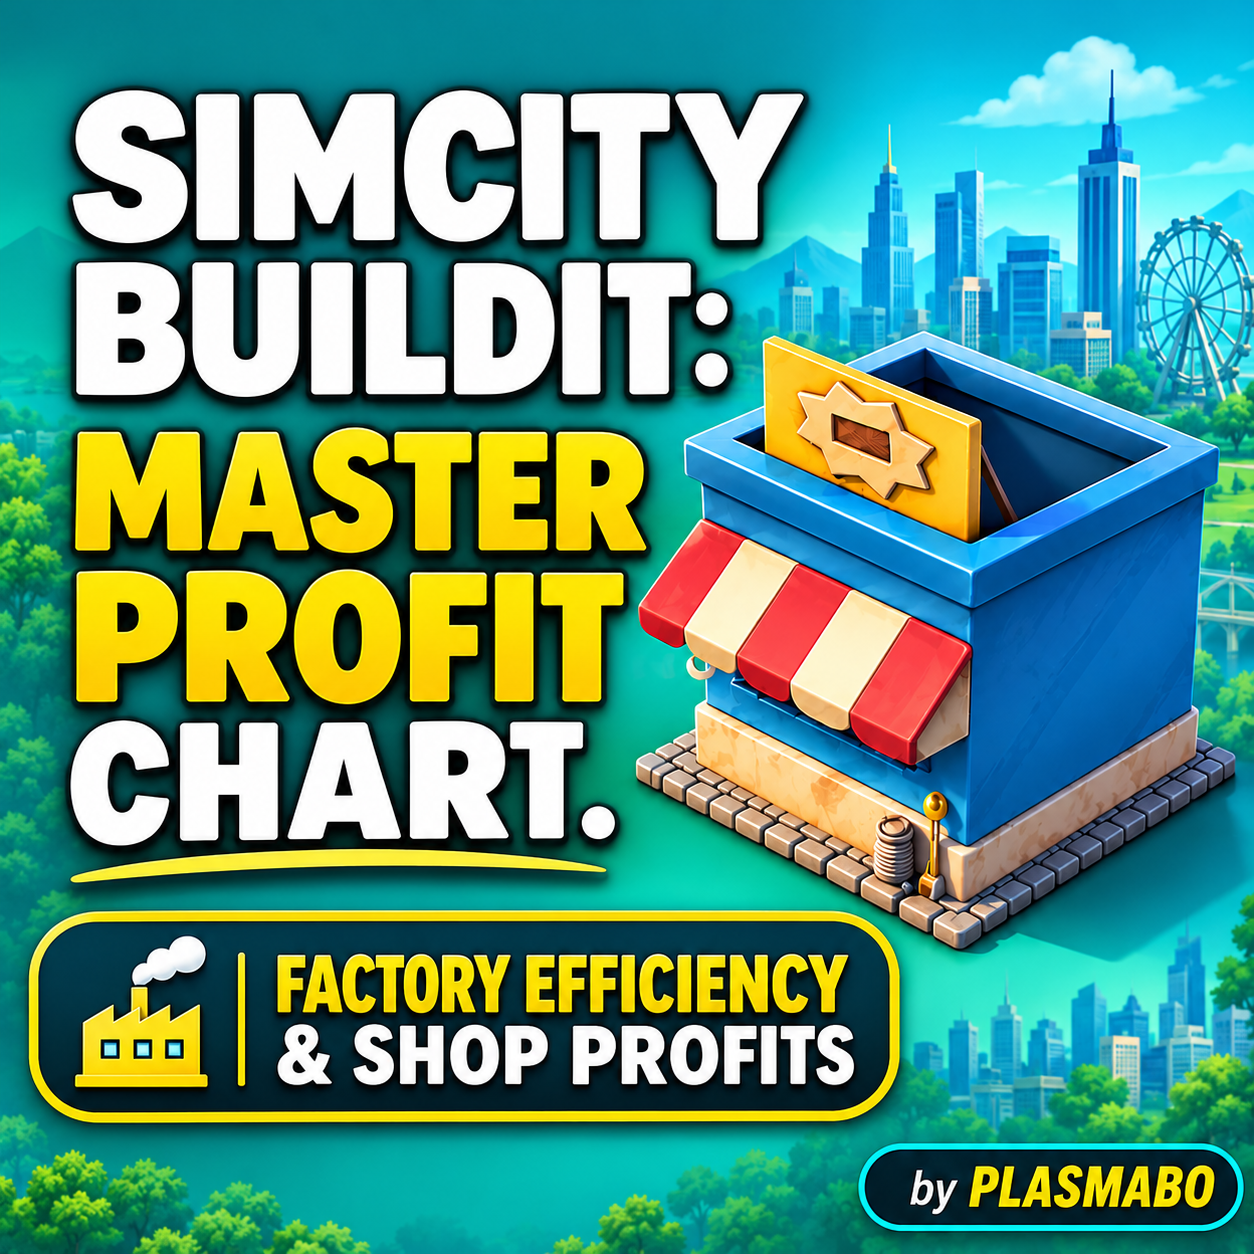 SIMCITY
BUILDIT:
MASTER
PROFIT
CHART.
FACTORY EFFICIENCY
& SHOP PROFITS
by PLASMABO